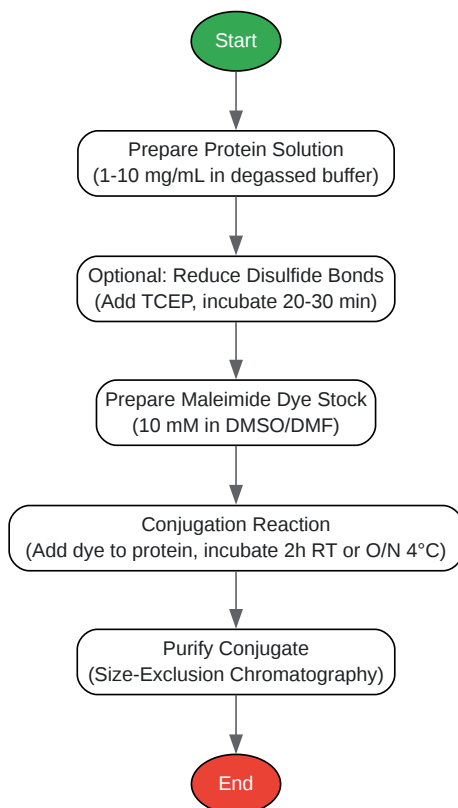 Start
Prepare Protein Solution
(1-10 mg/mL in degassed buffer)
Optional: Reduce Disulfide Bonds
(Add TCEP, incubate 20-30 min)
Prepare Maleimide Dye Stock
(10 mM in DMSO/DMF)
Conjugation Reaction
(Add dye to protein, incubate 2h RT or O/N 4°C)
Purify Conjugate
(Size-Exclusion Chromatography)
End